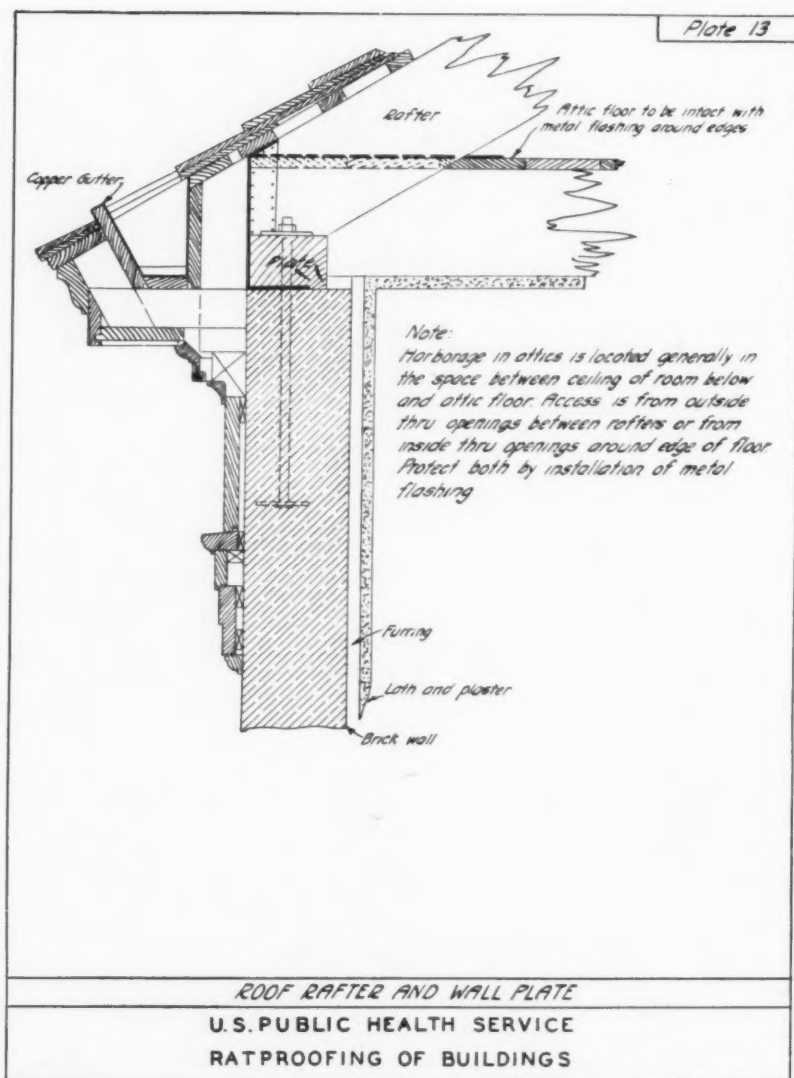 Plate 13
Rafter
Attic floor to be intact with
metal flashing around edges
Copper Gutter
Plate
Note:
Harborage in attics is located generally in
the space between ceiling of room below
and attic floor. Access is from outside
thru openings between rafters or from
inside thru openings around edge of floor.
Protect both by installation of metal
flashing
Furring
Lath and plaster
Brick wall
ROOF RAFTER AND WALL PLATE
U.S. PUBLIC HEALTH SERVICE
RATPROOFING OF BUILDINGS